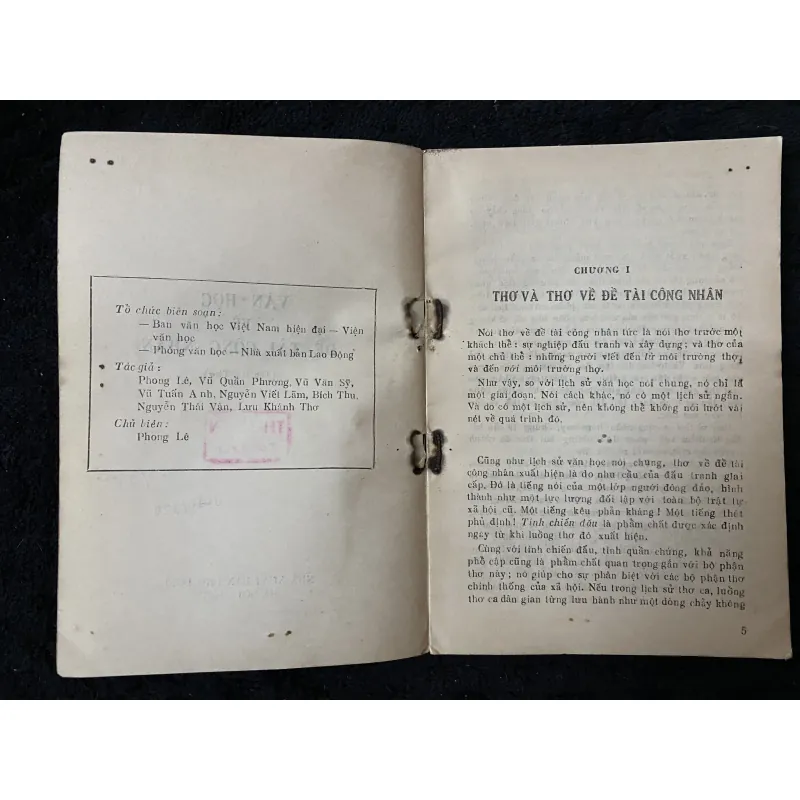 Tổ chức biên soạn:
— Ban văn học Việt Nam hiện đại — Viện
văn học
— Phòng văn học — Nhà xuất bản Lao Động
Tác giả :
Phong Lê, Vũ Quần Phương, Vũ Văn Sỹ,
Vũ Tuấn Anh, Nguyễn Viết Lãm, Bích Thu,
Nguyễn Thái Vận, Lưu Khánh Thơ
Chủ biên:
Phong Lê
CHƯƠNG I
THƠ VÀ THƠ VỀ ĐỀ TÀI CÔNG NHÂN
Nói thơ về đề tài công nhân tức là nói thơ trước một
khách thể : sự nghiệp đấu tranh và xây dựng; và thơ của
một chủ thể : những người viết đến từ môi trường thợ
và đến với môi trường thợ.
Như vậy, so với lịch sử văn học nói chung, nó chỉ là
một giai đoạn. Nói cách khác, nó có một lịch sử ngắn.
Và do có một lịch sử, nên không thể không nói lướt vài
nét về quá trình đó.
Cũng như lịch sử văn học nói chung, thơ về đề tài
công nhân xuất hiện là do nhu cầu của đấu tranh giai
cấp. Đó là tiếng nói của một lớp người đông đảo, hình
thành như một lực lượng đối lập với toàn bộ trật tự
xã hội cũ. Một tiếng kêu phản kháng! Một tiếng thét
phủ định! Tính chiến đấu là phẩm chất được xác định
ngay từ khi luồng thơ đó xuất hiện.
Cùng với tính chiến đấu, tính quần chúng, khả năng
phổ cập cũng là phẩm chất quan trọng gắn với bộ phận
thơ này; nó giúp cho sự phân biệt với các bộ phận thơ
chính thống của xã hội. Nếu trong lịch sử thơ ca, luồng
thơ ca dân gian từng lưu hành như một dòng chảy không
5